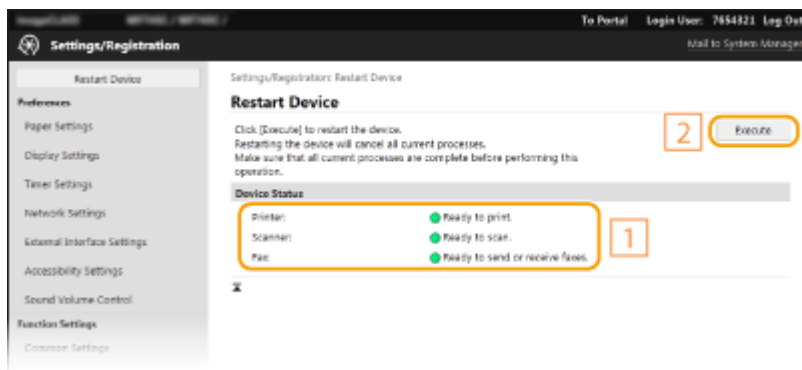 To Portal Login User: 7654321 Log Out
Settings/Registration
Mail to System Manager
Restart Device
Settings/Registration: Restart Device
Preferences
Restart Device
Paper Settings
Click [Execute] to restart the device.
2
Execute
Restarting the device will cancel all current processes.
Display Settings
Make sure that all current processes are complete before performing this
operation.
Timer Settings
Device Status
Network Settings
Printer: Ready to print.
Scanner: Ready to scan.
1
External Interface Settings
Fax: Ready to send or receive faxes.
Accessibility Settings
Sound Volume Control
Function Settings
Common Settings